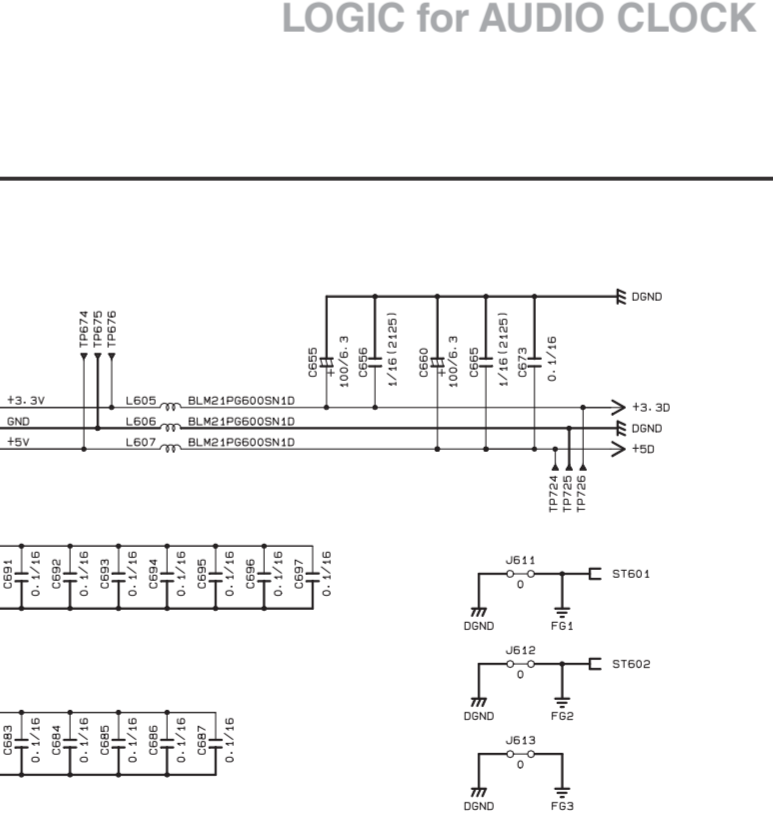 LOGIC for AUDIO CLOCK
DGND
TP674
TP675
TP676
C655
100/6.3
C656
1/16(2125)
C660
100/6.3
C665
1/16(2125)
C673
0.1/16
+3.3V
L605 BLM21PG600SN1D
+3.3D
GND
L606 BLM21PG600SN1D
DGND
+5V
L607 BLM21PG600SN1D
+5D
TP724
TP725
TP726
C691
0.1/16
C692
0.1/16
C693
0.1/16
C694
0.1/16
C695
0.1/16
C696
0.1/16
C697
0.1/16
J611
0
ST601
DGND
FG1
J612
0
ST602
DGND
FG2
C683
0.1/16
C684
0.1/16
C685
0.1/16
C686
0.1/16
C687
0.1/16
J613
0
DGND
FG3